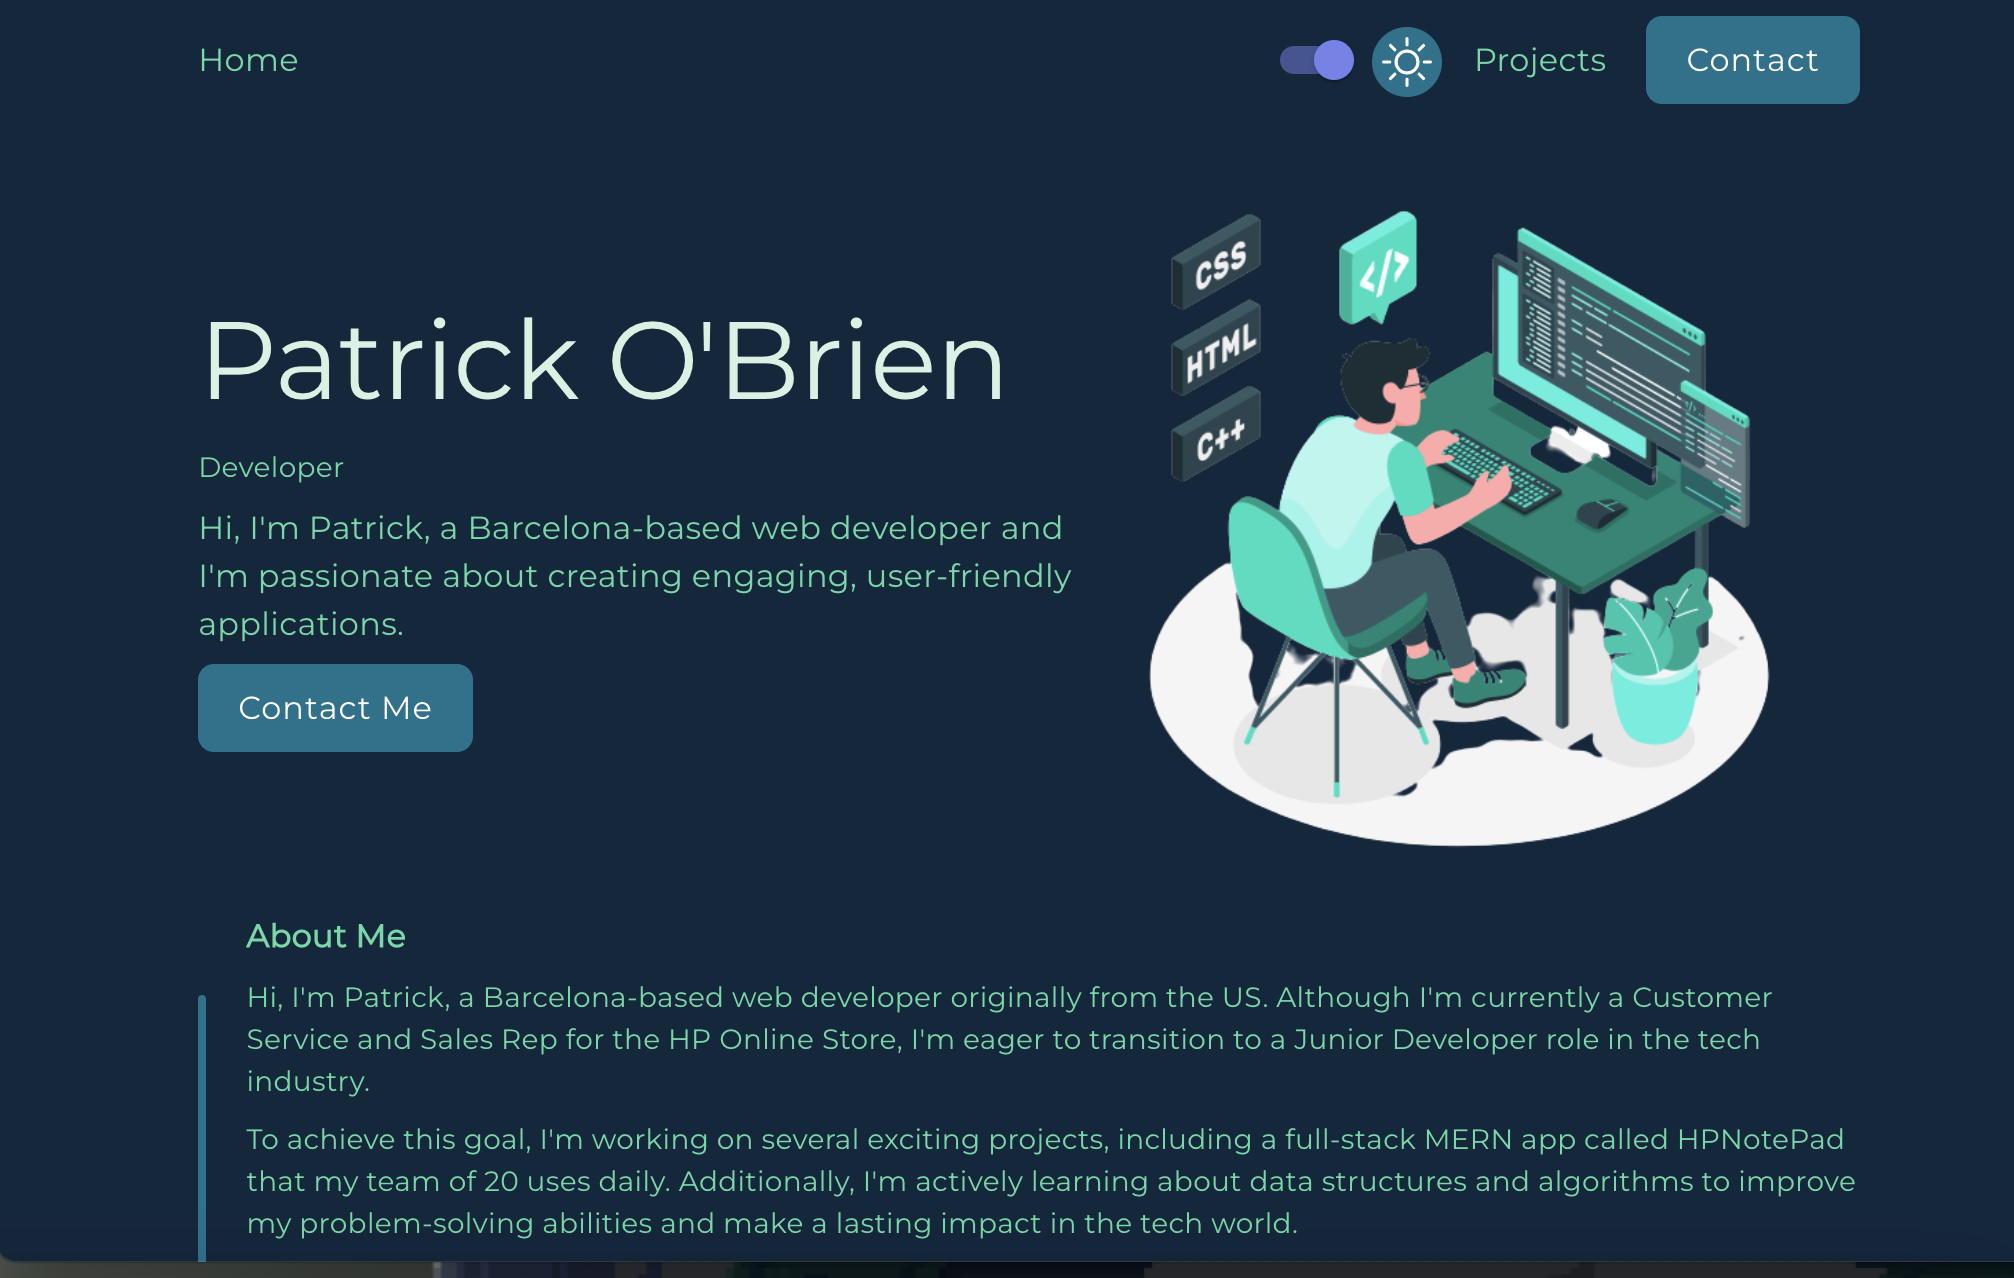 Home
Projects
Contact
CSS
</>
HTML
C++
Patrick O'Brien
Developer
Hi, I'm Patrick, a Barcelona-based web developer and
I'm passionate about creating engaging, user-friendly
applications.
Contact Me
About Me
Hi, I'm Patrick, a Barcelona-based web developer originally from the US. Although I'm currently a Customer
Service and Sales Rep for the HP Online Store, I'm eager to transition to a Junior Developer role in the tech
industry.
To achieve this goal, I'm working on several exciting projects, including a full-stack MERN app called HPNotePad
that my team of 20 uses daily. Additionally, I'm actively learning about data structures and algorithms to improve
my problem-solving abilities and make a lasting impact in the tech world.